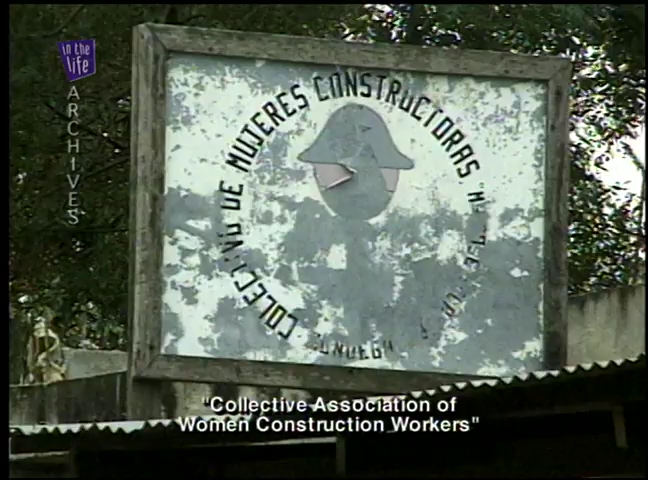 in the
life
ARCHIVES
COLECTIVO DE MUJERES CONSTRUCTORAS
"Collective Association of
Women Construction Workers"